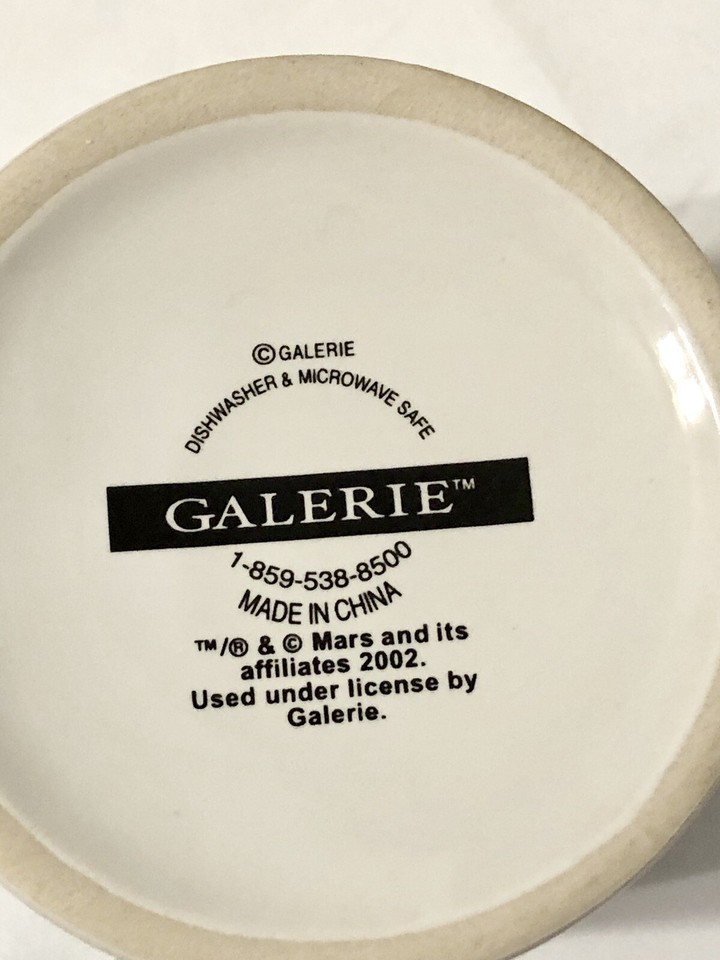 © GALERIE
DISHWASHER & MICROWAVE SAFE
GALERIE™
1-859-538-8500
MADE IN CHINA
™/® & © Mars and its
affiliates 2002.
Used under license by
Galerie.